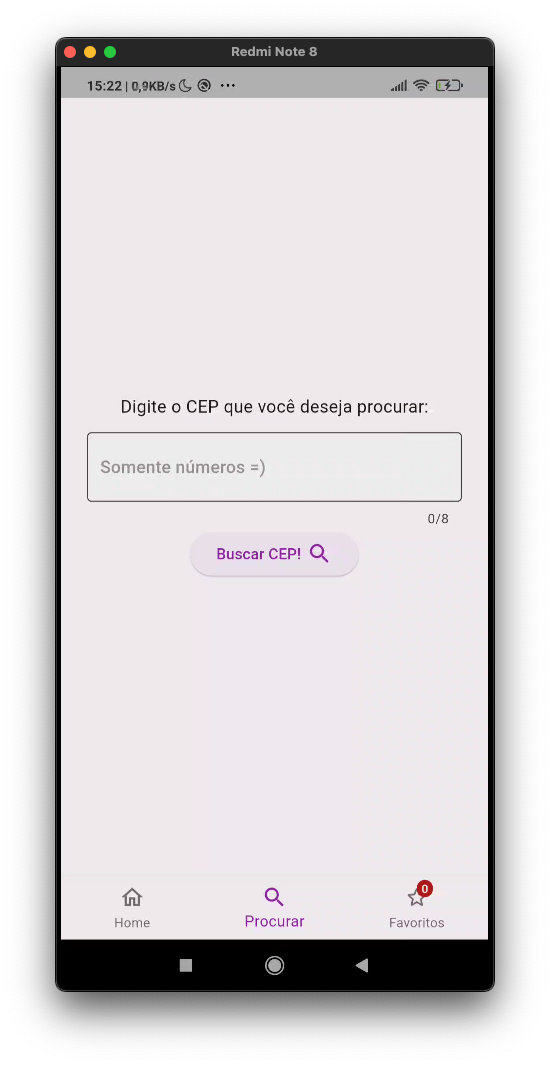 Redmi Note 8
15:22 | 0,9KB/s
Digite o CEP que você deseja procurar:
Somente números =)
0/8
Buscar CEP!
0
Home
Procurar
Favoritos